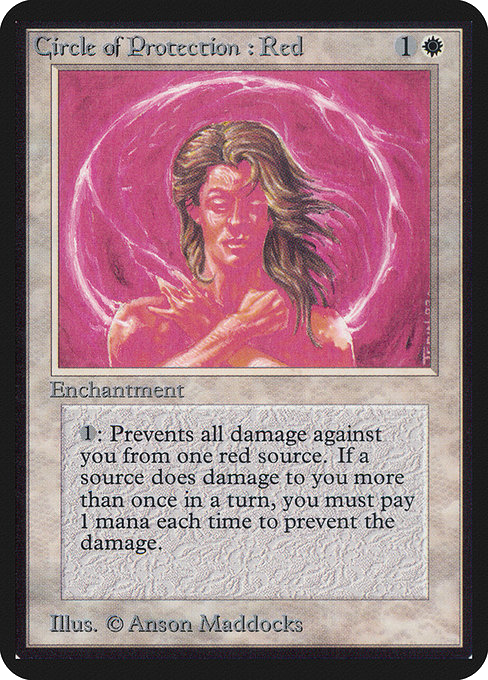 Circle of Protection : Red 1
Enchantment
1: Prevents all damage against
you from one red source. If a
source does damage to you more
than once in a turn, you must pay
1 mana each time to prevent the
damage.
Illus. © Anson Maddocks